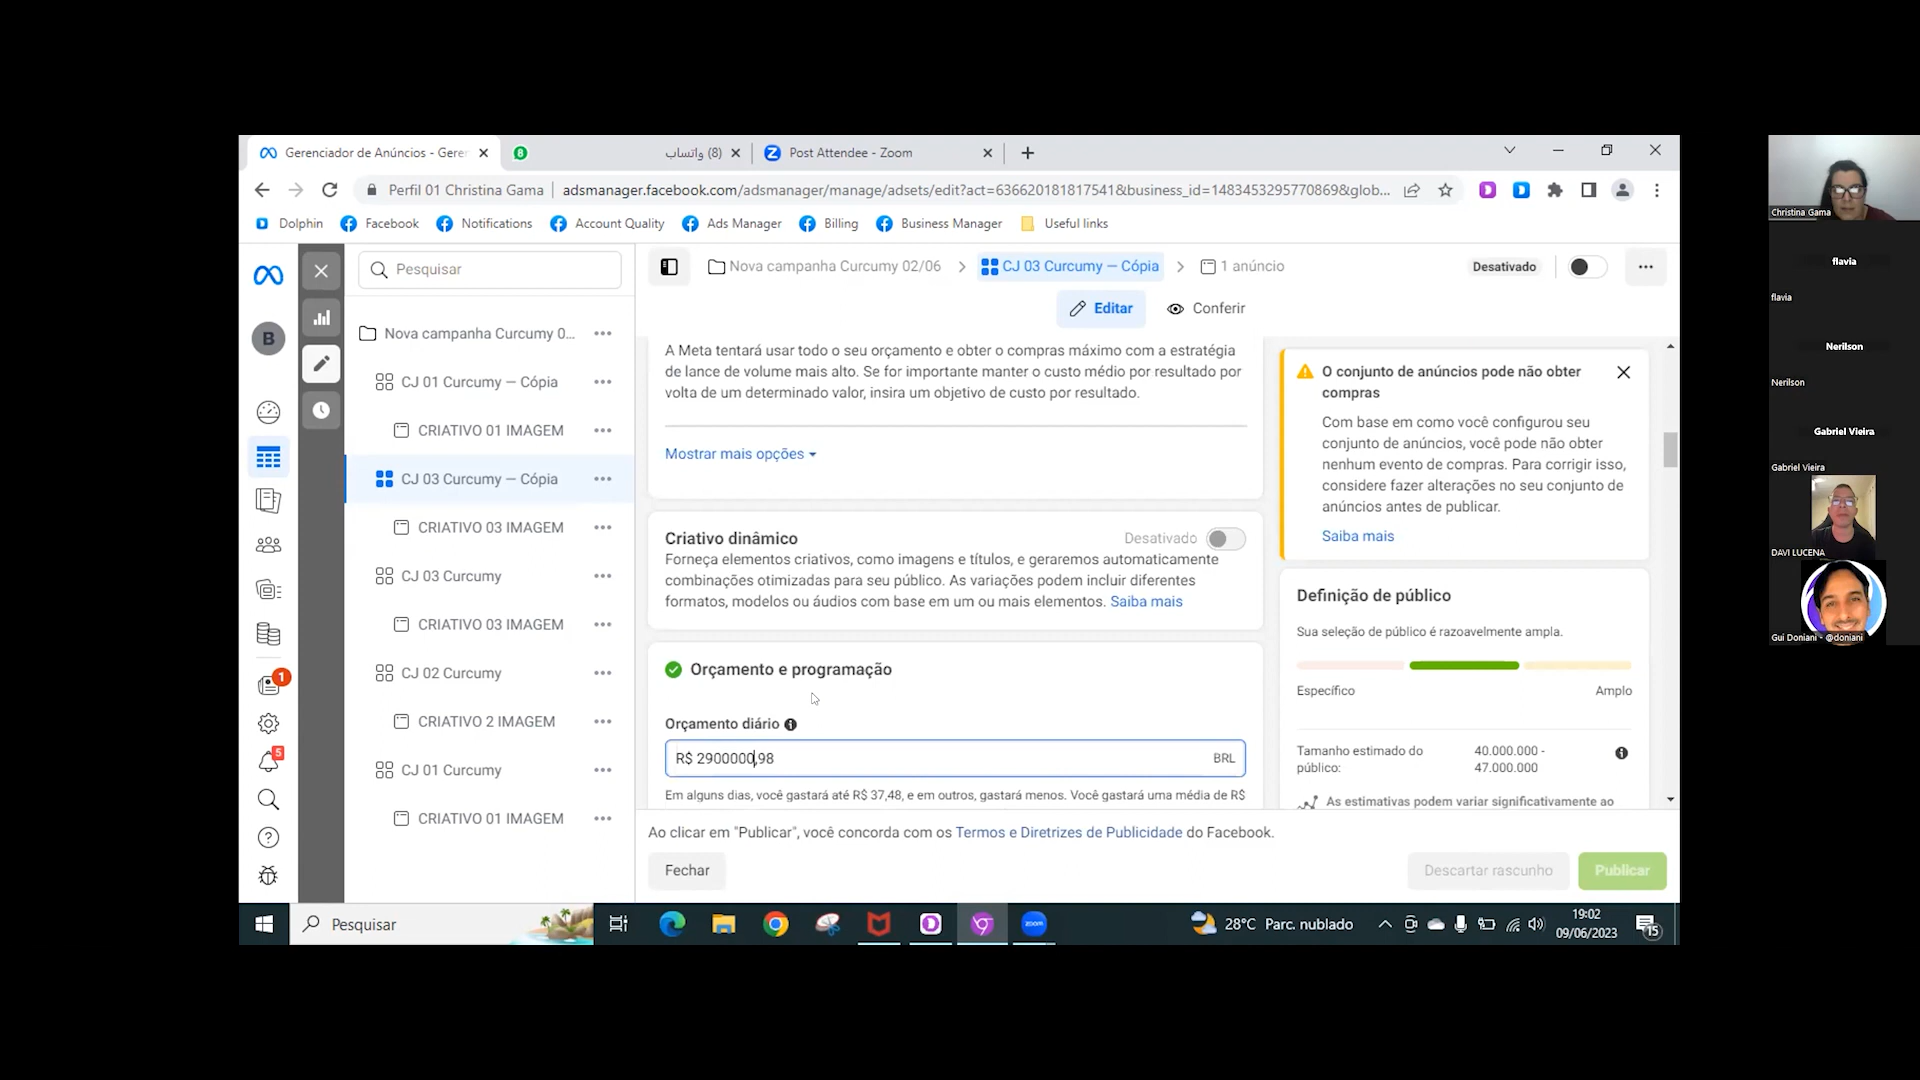 Gerenciador de Anúncios - Geren
8
(8) واتساب
Post Attendee - Zoom
Perfil 01 Christina Gama
adsmanager.facebook.com/adsmanager/manage/adsets/edit?act=636620181817541&business_id=148345329577086​9&glob...
Dolphin
Facebook
Notifications
Account Quality
Ads Manager
Billing
Business Manager
Useful links
Pesquisar
Nova campanha Curcumy 02/06
CJ 03 Curcumy — Cópia
1 anúncio
Desativado
Editar
Conferir
B
Nova campanha Curcumy 0...
CJ 01 Curcumy — Cópia
CRIATIVO 01 IMAGEM
CJ 03 Curcumy — Cópia
CRIATIVO 03 IMAGEM
CJ 03 Curcumy
CRIATIVO 03 IMAGEM
CJ 02 Curcumy
CRIATIVO 2 IMAGEM
CJ 01 Curcumy
CRIATIVO 01 IMAGEM
1
5
A Meta tentará usar todo o seu orçamento e obter o compras máximo com a estratégia
de lance de volume mais alto. Se for importante manter o custo médio por resultado por
volta de um determinado valor, insira um objetivo de custo por resultado.
Mostrar mais opções
Criativo dinâmico
Desativado
Forneça elementos criativos, como imagens e títulos, e geraremos automaticamente
combinações otimizadas para seu público. As variações podem incluir diferentes
formatos, modelos ou áudios com base em um ou mais elementos. Saiba mais
Orçamento e programação
Orçamento diário
R$ 2900000,98
BRL
Em alguns dias, você gastará até R$ 37,48, e em outros, gastará menos. Você gastará uma média de R$
O conjunto de anúncios pode não obter
compras
Com base em como você configurou seu
conjunto de anúncios, você pode não obter
nenhum evento de compras. Para corrigir isso,
considere fazer alterações no seu conjunto de
anúncios antes de publicar.
Saiba mais
Definição de público
Sua seleção de público é razoavelmente ampla.
Específico
Amplo
Tamanho estimado do
público:
40.000.000 -
47.000.000
As estimativas podem variar significativamente ao
Ao clicar em "Publicar", você concorda com os Termos e Diretrizes de Publicidade do Facebook.
Fechar
Descartar rascunho
Publicar
Pesquisar
zoom
28°C Parc. nublado
19:02
09/06/2023
15
Christina Gama
flavia
flavia
Nerilson
Nerilson
Gabriel Vieira
Gabriel Vieira
DAVI LUCENA
Gui Doniani - @doniani